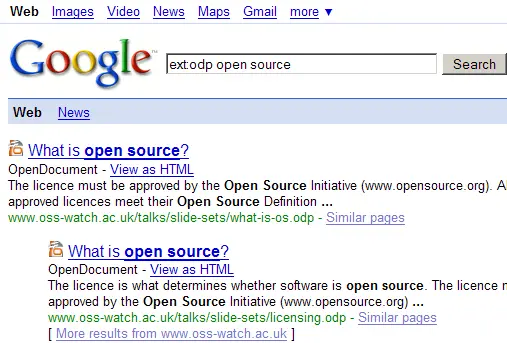 Web Images Video News Maps Gmail more ▼
Google™ ext:odp open source Search
Web News
What is open source?
OpenDocument - View as HTML
The licence must be approved by the Open Source Initiative (www.opensource.org).
approved licences meet their Open Source Definition ...
www.oss-watch.ac.uk/talks/slide-sets/what-is-os.odp - Similar pages
What is open source?
OpenDocument - View as HTML
The licence is what determines whether software is open source. The licence
approved by the Open Source Initiative (www.opensource.org) ...
www.oss-watch.ac.uk/talks/slide-sets/licensing.odp - Similar pages
[ More results from www.oss-watch.ac.uk ]